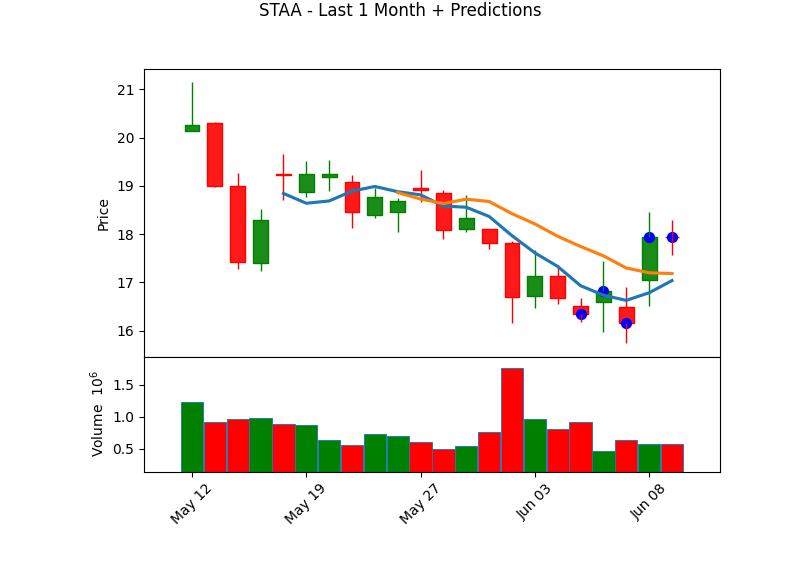 STAA - Last 1 Month + Predictions
21
20
19
18
17
16
Price
1.5
1.0
0.5
Volume 10^6
May 12
May 19
May 27
Jun 03
Jun 08